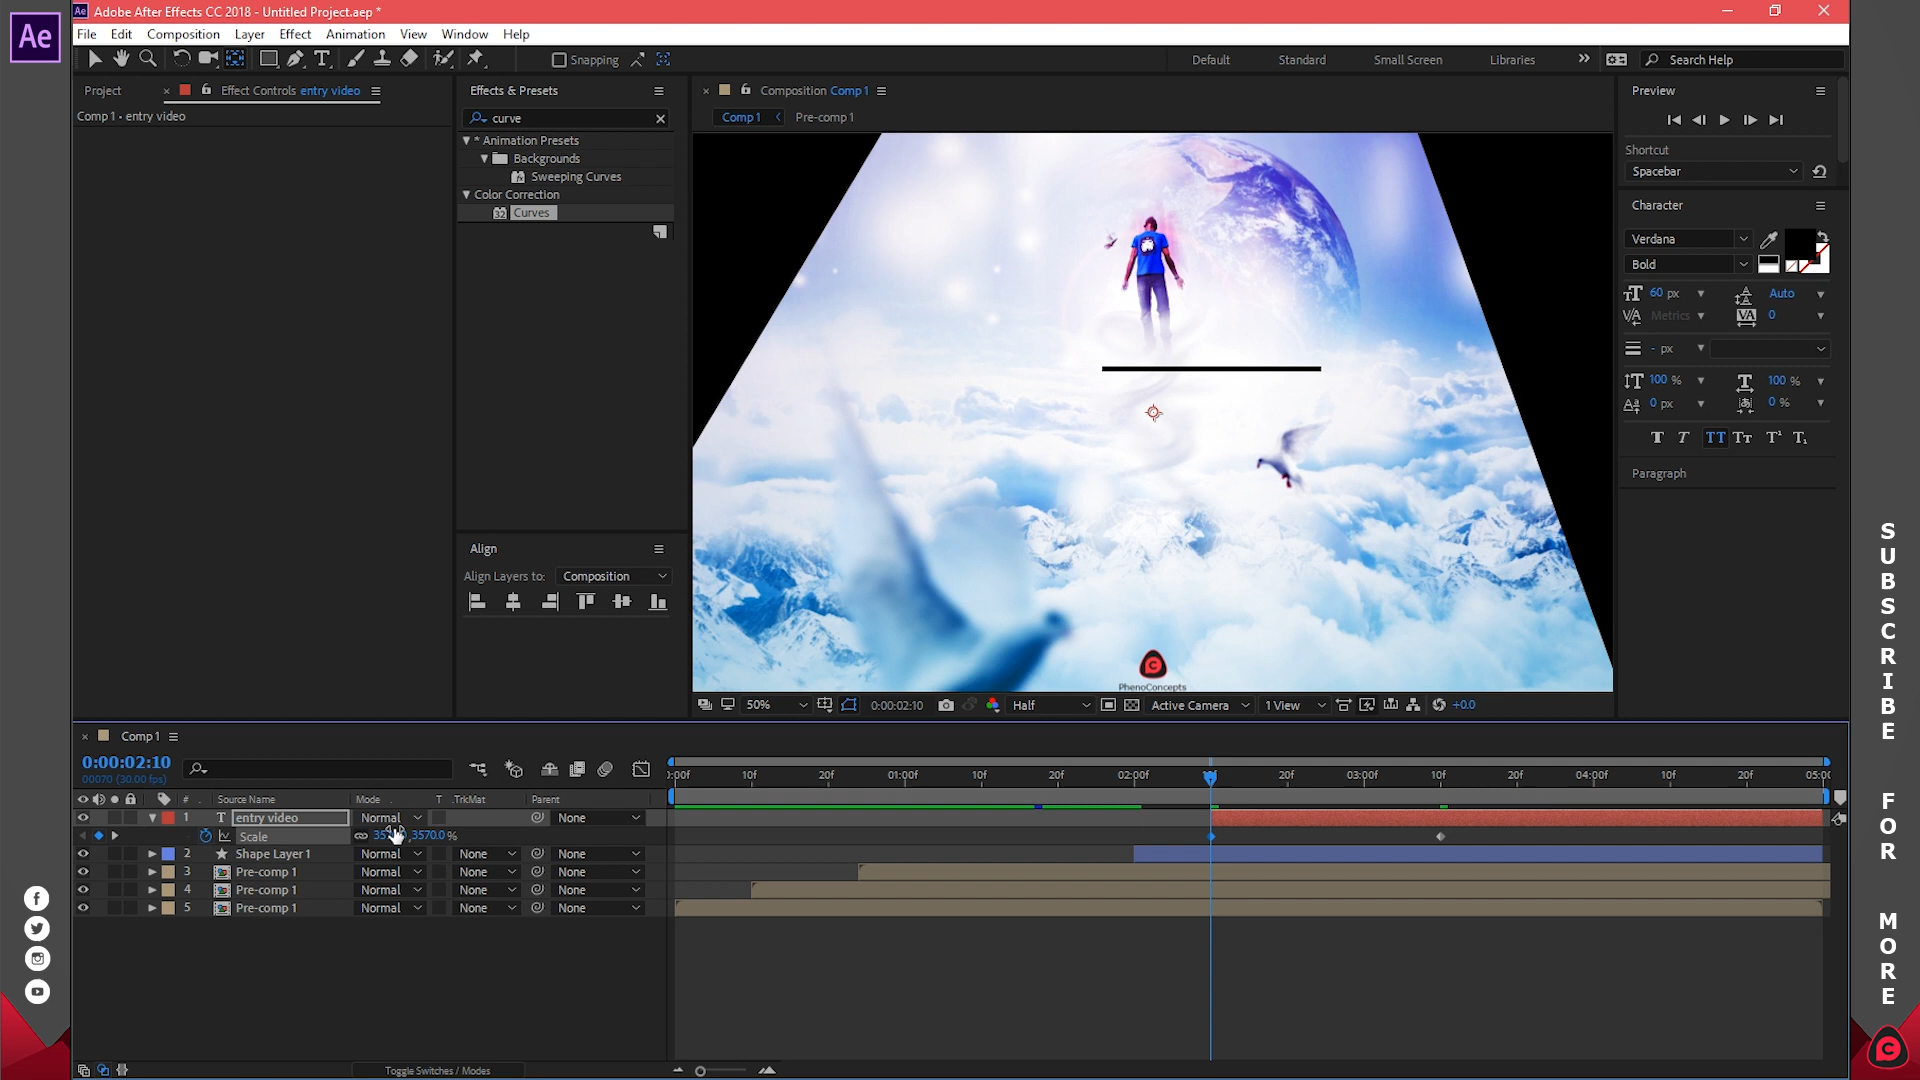 Ae
Ae Adobe After Effects CC 2018 - Untitled Project.aep *
File Edit Composition Layer Effect Animation View Window Help
T Snapping Default Standard Small Screen Libraries Search Help
Project Effect Controls entry video
Comp 1 • entry video
Effects & Presets
curve
* Animation Presets
Backgrounds
Sweeping Curves
Color Correction
32 Curves
Align
Align Layers to: Composition
Composition Comp 1
Comp 1 Pre-comp 1
PhenoConcepts
50% 0:00:02:10 Half Active Camera 1 View +0.0
Preview
Shortcut
Spacebar
Character
Verdana
Bold
60 px Auto
Metrics 0
- px
100 % 100 %
0 px 0 %
T T TT Tт T¹ T₁
Paragraph
Comp 1
0:00:02:10
00070 (30.00 fps)
:00f 10f 20f 01:00f 10f 20f 02:00f 20f 03:00f 10f 20f 04:00f 10f 20f 05:00
# Source Name Mode T .TrkMat Parent
1 T entry video Normal None
Scale ,3570.0 %
2 Shape Layer 1 Normal None None
3 Pre-comp 1 Normal None None
4 Pre-comp 1 Normal None None
5 Pre-comp 1 Normal None None
Toggle Switches / Modes
SUBSCRIBE
FOR
MORE